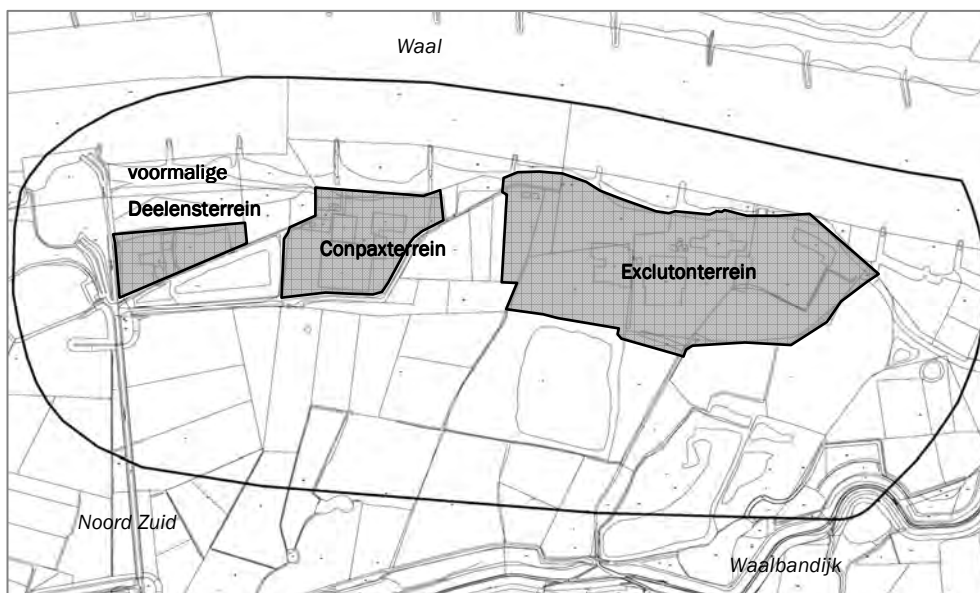 Waal
voormalige
Deelensterrein
Conpaxterrein
Exclutonterrein
Noord Zuid
Waalbandijk